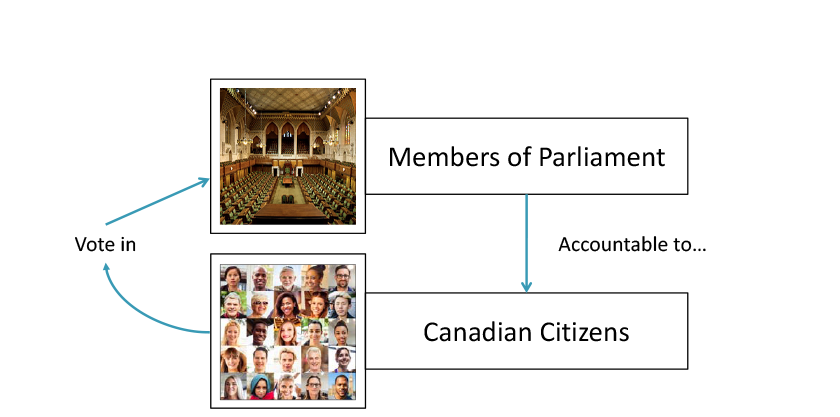 Members of Parliament
Vote in
Accountable to…
Canadian Citizens